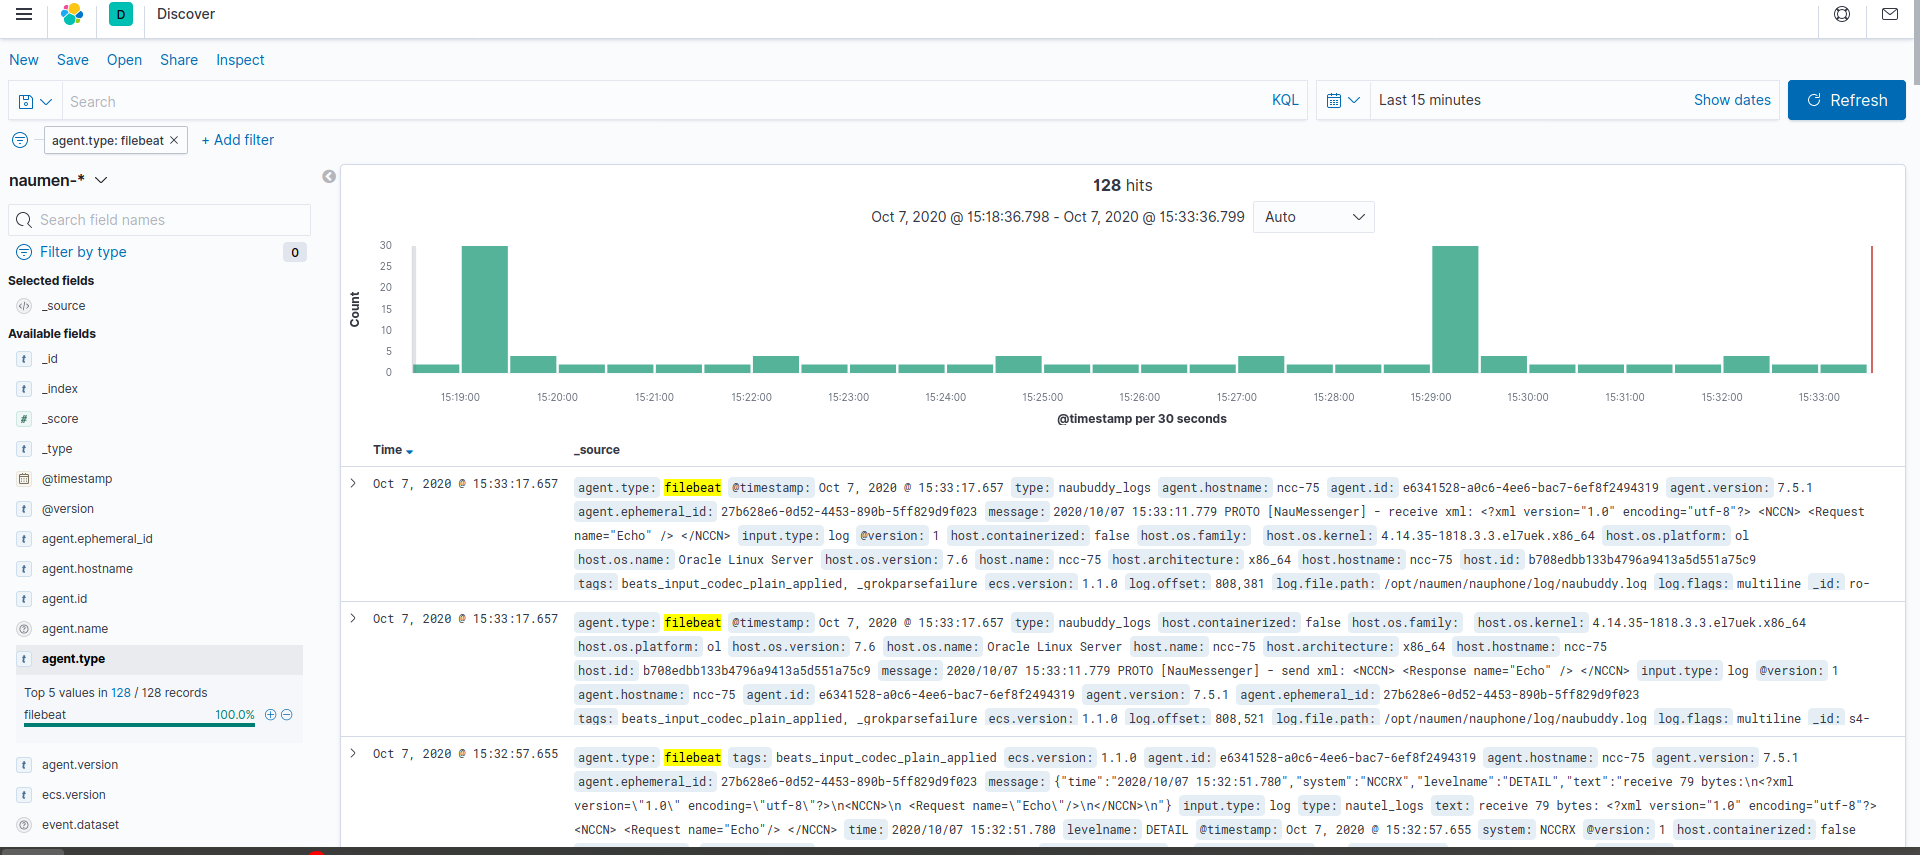 D Discover
New Save Open Share Inspect
Search KQL Last 15 minutes Show dates Refresh
agent.type: filebeat × + Add filter
naumen-*
Search field names
Filter by type 0
Selected fields
_source
Available fields
t _id
t _index
# _score
t _type
@timestamp
t @version
t agent.ephemeral_id
t agent.hostname
t agent.id
agent.name
t agent.type
Top 5 values in 128 / 128 records
filebeat 100.0%
t agent.version
t ecs.version
event.dataset
128 hits
Oct 7, 2020 @ 15:18:36.798 - Oct 7, 2020 @ 15:33:36.799 Auto
Count
30
25
20
15
10
5
0
15:19:00 15:20:00 15:21:00 15:22:00 15:23:00 15:24:00 15:25:00 15:26:00 15:27:00 15:28:00 15:29:00 15:30:00 15:31:00 15:32:00 15:33:00
@timestamp per 30 seconds
Time _source
Oct 7, 2020 @ 15:33:17.657 agent.type: filebeat @timestamp: Oct 7, 2020 @ 15:33:17.657 type: naubuddy_logs agent.hostname: ncc-75 agent.id: e6341528-a0c6-4ee6-bac7-6ef8f2494319 agent.version: 7.5.1
agent.ephemeral_id: 27b628e6-0d52-4453-890b-5ff829d9f023 message: 2020/10/07 15:33:11.779 PROTO [NauMessenger] - receive xml: <?xml version="1.0" encoding="utf-8"?> <NCCN> <Request
name="Echo" /> </NCCN> input.type: log @version: 1 host.containerized: false host.os.family: host.os.kernel: 4.14.35-1818.3.3.el7uek.x86_64 host.os.platform: ol
host.os.name: Oracle Linux Server host.os.version: 7.6 host.name: ncc-75 host.architecture: x86_64 host.hostname: ncc-75 host.id: b708edbb133b4796a9413a5d551a75c9
tags: beats_input_codec_plain_applied, _grokparsefailure ecs.version: 1.1.0 log.offset: 808,381 log.file.path: /opt/naumen/nauphone/log/naubuddy.log log.flags: multiline _id: ro-
Oct 7, 2020 @ 15:33:17.657 agent.type: filebeat @timestamp: Oct 7, 2020 @ 15:33:17.657 type: naubuddy_logs host.containerized: false host.os.family: host.os.kernel: 4.14.35-1818.3.3.el7uek.x86_64
host.os.platform: ol host.os.version: 7.6 host.os.name: Oracle Linux Server host.name: ncc-75 host.architecture: x86_64 host.hostname: ncc-75
host.id: b708edbb133b4796a9413a5d551a75c9 message: 2020/10/07 15:33:11.779 PROTO [NauMessenger] - send xml: <NCCN> <Response name="Echo" /> </NCCN> input.type: log @version: 1
agent.hostname: ncc-75 agent.id: e6341528-a0c6-4ee6-bac7-6ef8f2494319 agent.version: 7.5.1 agent.ephemeral_id: 27b628e6-0d52-4453-890b-5ff829d9f023
tags: beats_input_codec_plain_applied, _grokparsefailure ecs.version: 1.1.0 log.offset: 808,521 log.file.path: /opt/naumen/nauphone/log/naubuddy.log log.flags: multiline _id: s4-
Oct 7, 2020 @ 15:32:57.655 agent.type: filebeat tags: beats_input_codec_plain_applied ecs.version: 1.1.0 agent.id: e6341528-a0c6-4ee6-bac7-6ef8f2494319 agent.hostname: ncc-75 agent.version: 7.5.1
agent.ephemeral_id: 27b628e6-0d52-4453-890b-5ff829d9f023 message: {"time":"2020/10/07 15:32:51.780","system":"NCCRX","levelname":"DETAIL","text":"receive 79 bytes:\n<?xml
version=\"1.0\" encoding=\"utf-8\"?>\n<NCCN>\n <Request name=\"Echo\"/>\n</NCCN>\n"} input.type: log type: nautel_logs text: receive 79 bytes: <?xml version="1.0" encoding="utf-8"?>
<NCCN> <Request name="Echo"/> </NCCN> time: 2020/10/07 15:32:51.780 levelname: DETAIL @timestamp: Oct 7, 2020 @ 15:32:57.655 system: NCCRX @version: 1 host.containerized: false